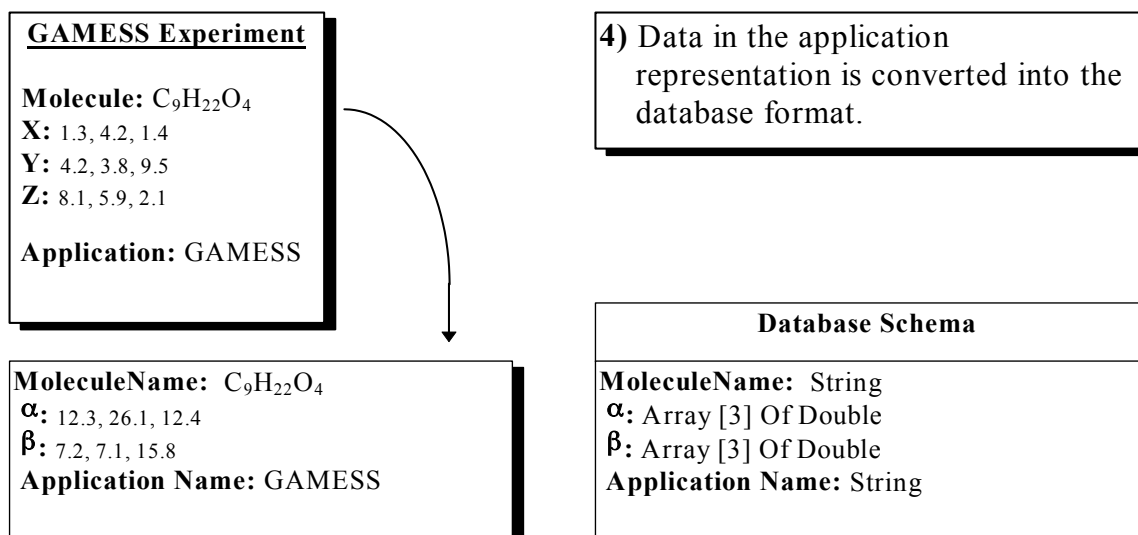 GAMESS Experiment
Molecule: C₉H₂₂O₄
X: 1.3, 4.2, 1.4
Y: 4.2, 3.8, 9.5
Z: 8.1, 5.9, 2.1
Application: GAMESS
4) Data in the application
representation is converted into the
database format.
MoleculeName: C₉H₂₂O₄
α: 12.3, 26.1, 12.4
β: 7.2, 7.1, 15.8
Application Name: GAMESS
Database Schema
MoleculeName: String
α: Array [3] Of Double
β: Array [3] Of Double
Application Name: String